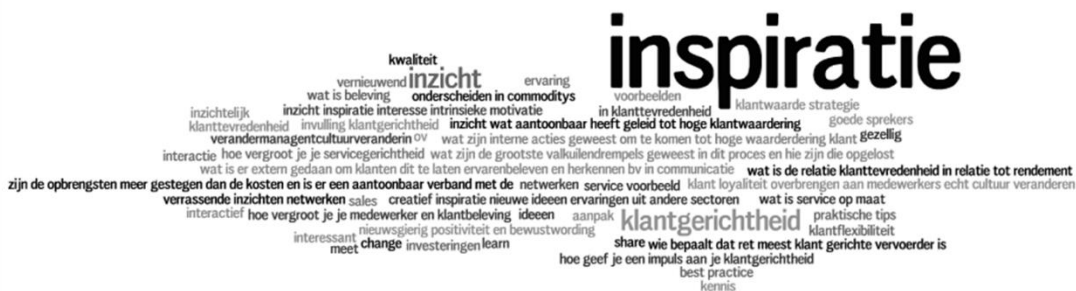 inspiratie
kwaliteit
vernieuwend inzicht ervaring
wat is beleving onderscheiden in commoditys voorbeelden
inzichtelijk inzicht inspiratie interesse intrinsieke motivatie in klanttevredenheid klantwaarde strategie
klanttevredenheid invulling klantgerichtheid inzicht wat aantoonbaar heeft geleid tot hoge klantwaardering goede sprekers
verandermanagentcultuurveranderin ov wat zijn interne acties geweest om te komen tot hoge waarderdering klant gezellig
interactie hoe vergroot je je servicegerichtheid wat zijn de grootste valkuilendrempels geweest in dit proces en hie zijn die opgelost
wat is er extern gedaan om klanten dit te laten ervarenbeleven en herkennen bv in communicatie wat is de relatie klanttevredenheid in relatie tot rendement
zijn de opbrengsten meer gestegen dan de kosten en is er een aantoonbaar verband met de netwerken service voorbeeld klant loyaliteit overbrengen aan medewerkers echt cultuur veranderen
verrassende inzichten netwerken sales creatief inspiratie nieuwe ideeen ervaringen uit andere sectoren wat is service op maat
interactief hoe vergroot je je medewerker en klantbeleving ideeen aanpak klantgerichtheid praktische tips
nieuwsgierig positiviteit en bewustwording klantflexibiliteit
interessant meet change investeringen learn share wie bepaalt dat ret meest klant gerichte vervoerder is
hoe geef je een impuls aan je klantgerichtheid
best practice
kennis